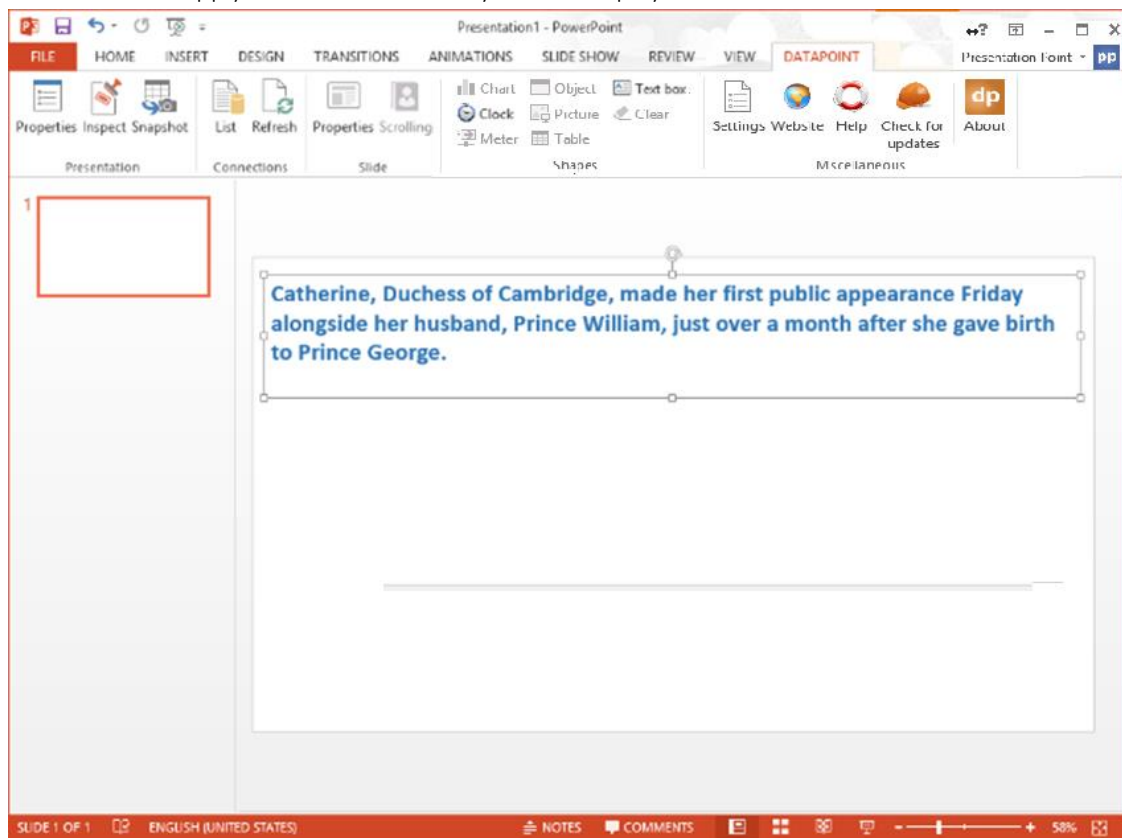 Presentation1 - PowerPoint
?
FILE HOME INSERT DESIGN TRANSITIONS ANIMATIONS SLIDE SHOW REVIEW VIEW DATAPOINT Presentation Point pp
Chart Object Text box
Clock Picture Clear
Meter Table
Properties Inspect Snapshot List Refresh Properties Scrolling Settings Website Help Check for updates dp About
Presentation Connections Slide Shapes Miscellaneous
1
Catherine, Duchess of Cambridge, made her first public appearance Friday
alongside her husband, Prince William, just over a month after she gave birth
to Prince George.
SLIDE 1 OF 1 ENGLISH (UNITED STATES) NOTES COMMENTS - + 58%